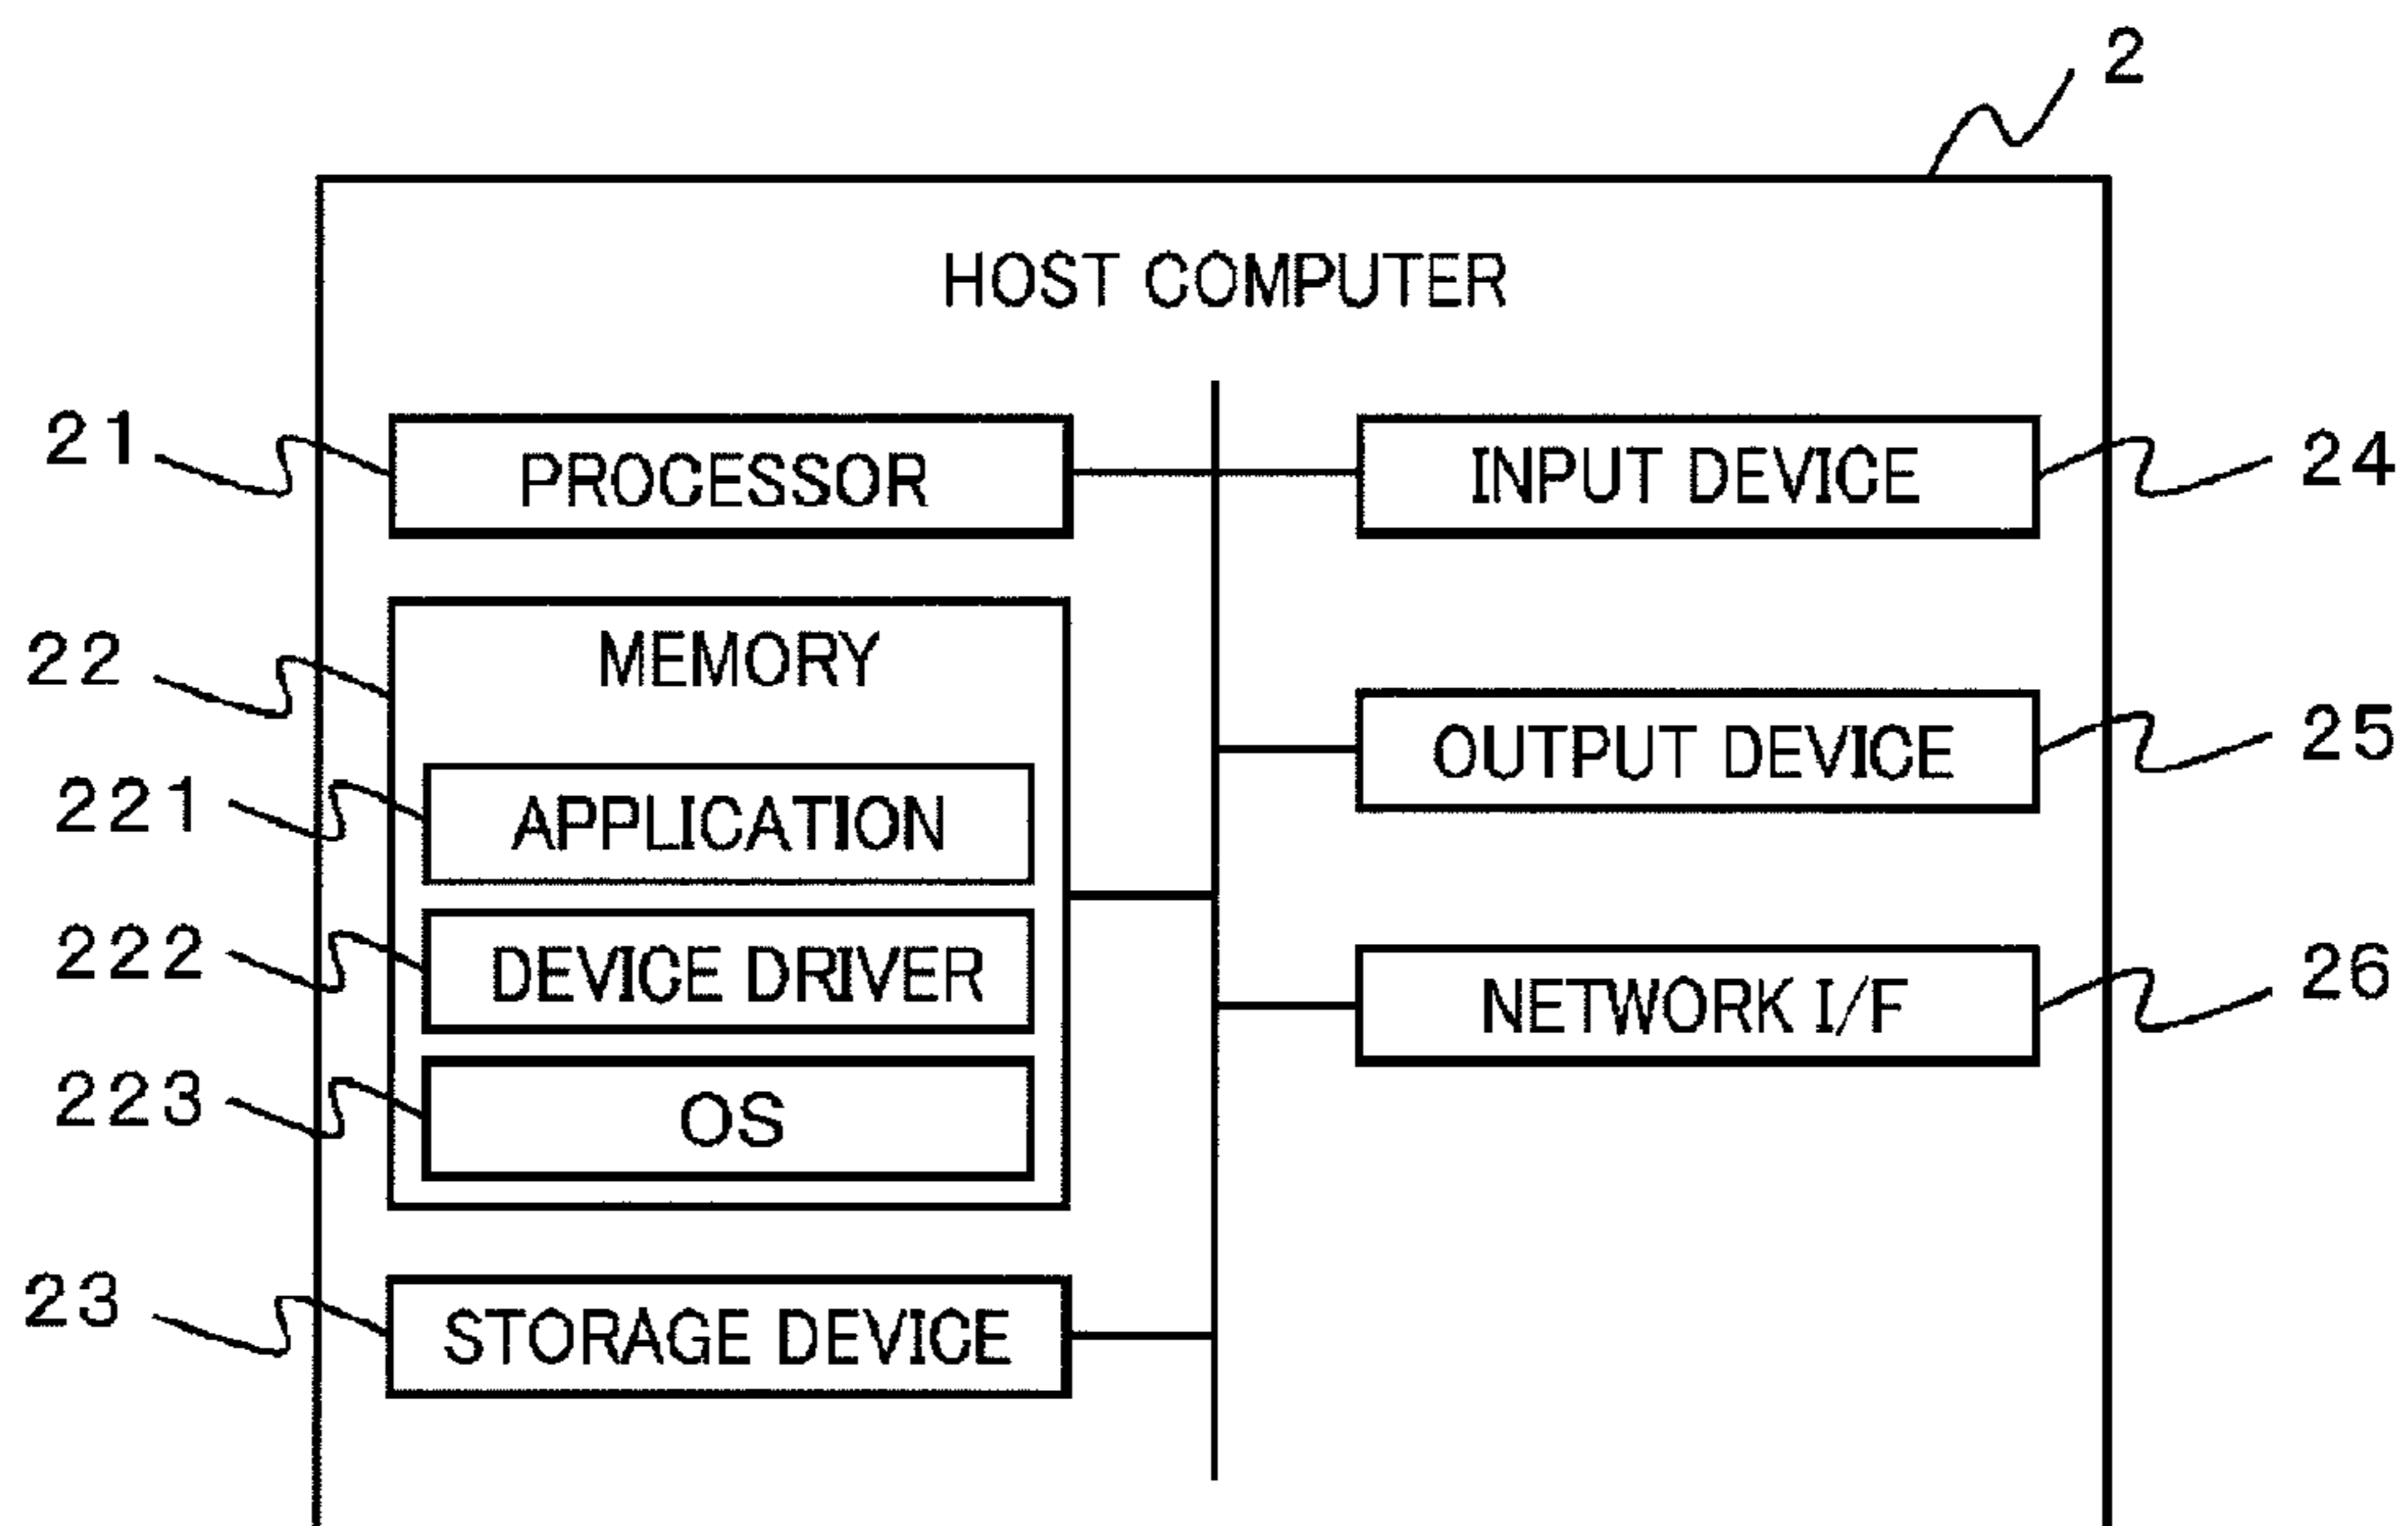 2
HOST COMPUTER
21
PROCESSOR
INPUT DEVICE
24
22
MEMORY
OUTPUT DEVICE
25
221
APPLICATION
222
DEVICE DRIVER
NETWORK I/F
26
223
OS
23
STORAGE DEVICE